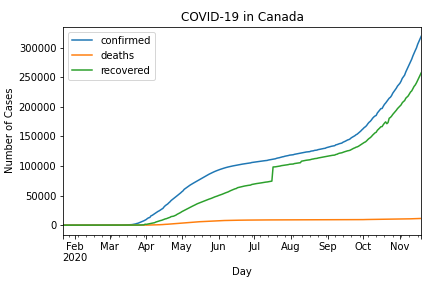 COVID-19 in Canada
confirmed
deaths
recovered
Number of Cases
300000
250000
200000
150000
100000
50000
0
Feb Mar Apr May Jun Jul Aug Sep Oct Nov
2020
Day